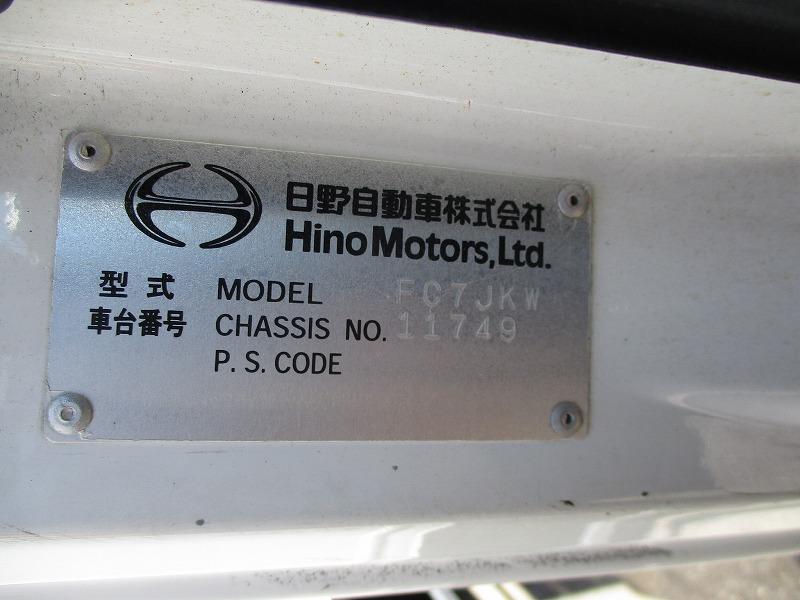 日野自動車株式会社
Hino Motors, Ltd.
型式 MODEL FC7JKW
車台番号 CHASSIS NO. 11749
P. S. CODE